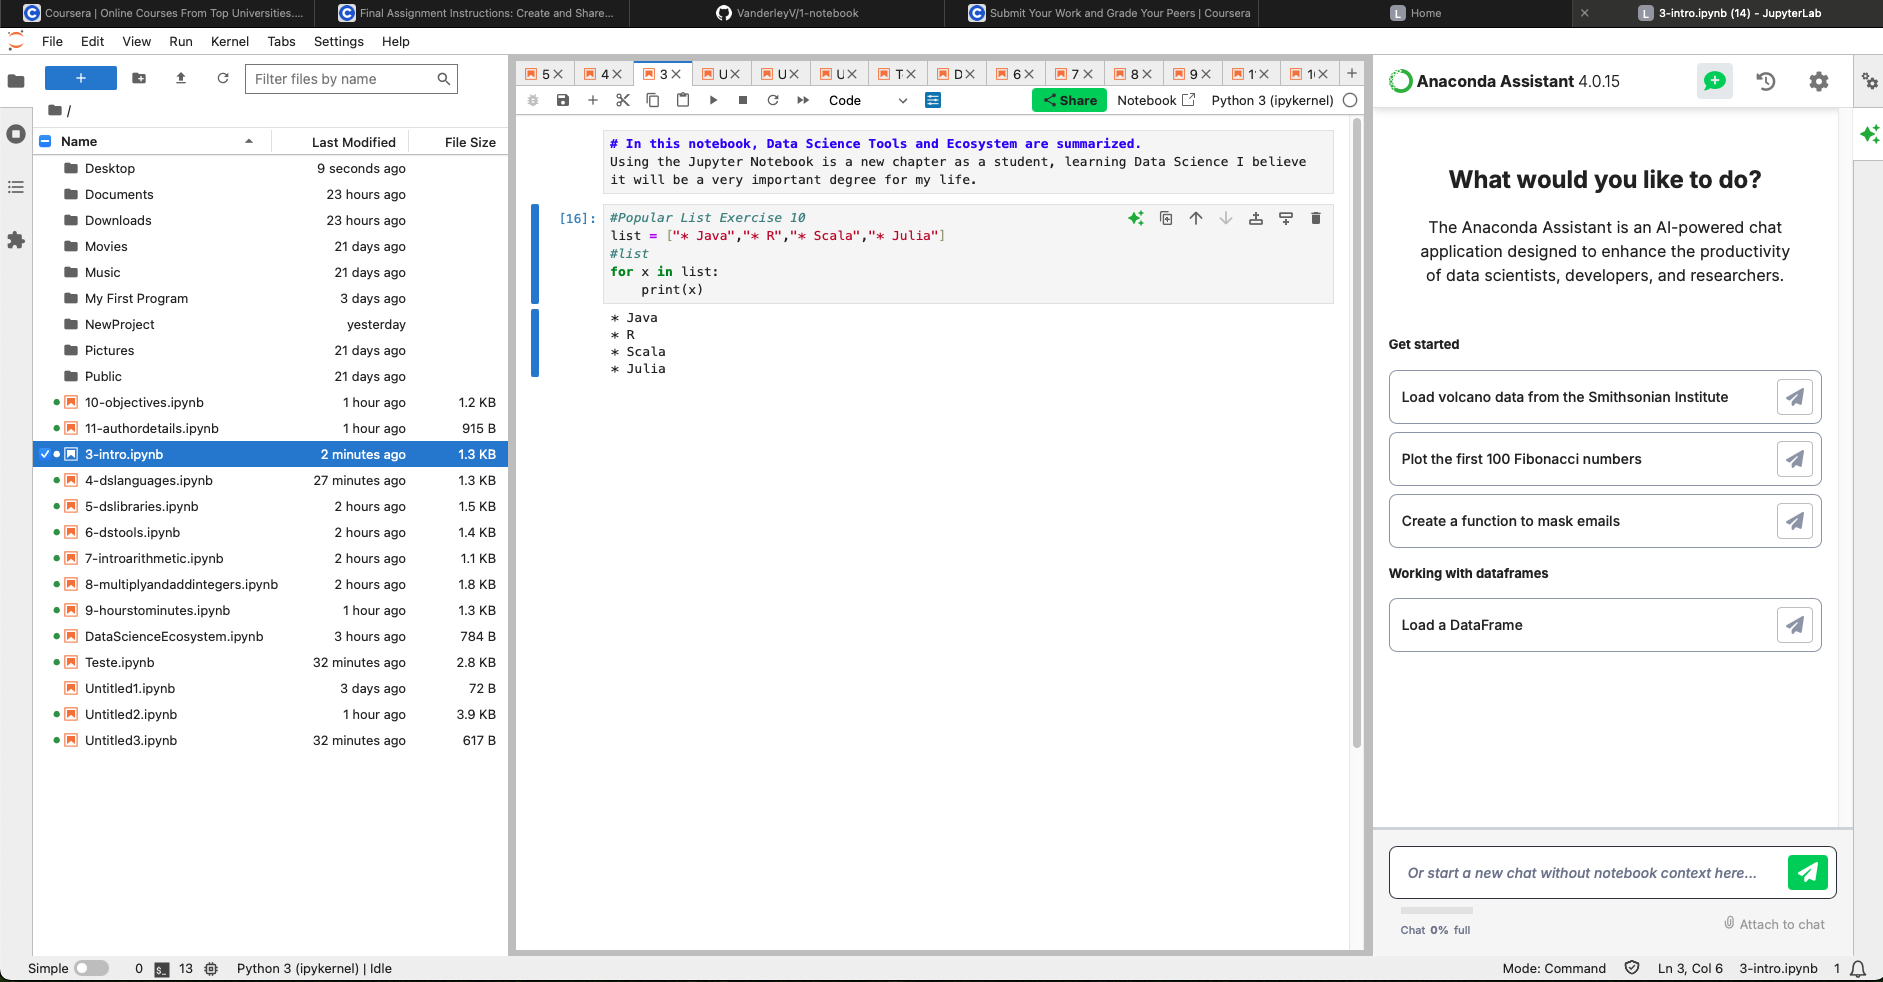 Coursera | Online Courses From Top Universities....
Final Assignment Instructions: Create and Share...
VanderleyV/1-notebook
Submit Your Work and Grade Your Peers | Coursera
L Home
L 3-intro.ipynb (14) - JupyterLab
File Edit View Run Kernel Tabs Settings Help
Filter files by name
/
Name Last Modified File Size
Desktop 9 seconds ago
Documents 23 hours ago
Downloads 23 hours ago
Movies 21 days ago
Music 21 days ago
My First Program 3 days ago
NewProject yesterday
Pictures 21 days ago
Public 21 days ago
10-objectives.ipynb 1 hour ago 1.2 KB
11-authordetails.ipynb 1 hour ago 915 B
3-intro.ipynb 2 minutes ago 1.3 KB
4-dslanguages.ipynb 27 minutes ago 1.3 KB
5-dslibraries.ipynb 2 hours ago 1.5 KB
6-dstools.ipynb 2 hours ago 1.4 KB
7-introarithmetic.ipynb 2 hours ago 1.1 KB
8-multiplyandaddintegers.ipynb 2 hours ago 1.8 KB
9-hourstominutes.ipynb 1 hour ago 1.3 KB
DataScienceEcosystem.ipynb 3 hours ago 784 B
Teste.ipynb 32 minutes ago 2.8 KB
Untitled1.ipynb 3 days ago 72 B
Untitled2.ipynb 1 hour ago 3.9 KB
Untitled3.ipynb 32 minutes ago 617 B
5 4 3 U U U T D 6 7 8 9 1 1
Code Share Notebook Python 3 (ipykernel)
# In this notebook, Data Science Tools and Ecosystem are summarized.
Using the Jupyter Notebook is a new chapter as a student, learning Data Science I believe
it will be a very important degree for my life.
[16]: #Popular List Exercise 10
list = ["* Java","* R","* Scala","* Julia"]
#list
for x in list:
    print(x)
* Java
* R
* Scala
* Julia
Anaconda Assistant 4.0.15
What would you like to do?
The Anaconda Assistant is an AI-powered chat
application designed to enhance the productivity
of data scientists, developers, and researchers.
Get started
Load volcano data from the Smithsonian Institute
Plot the first 100 Fibonacci numbers
Create a function to mask emails
Working with dataframes
Load a DataFrame
Or start a new chat without notebook context here...
Chat 0% full
Attach to chat
Simple 0 $_ 13 Python 3 (ipykernel) | Idle
Mode: Command Ln 3, Col 6 3-intro.ipynb 1